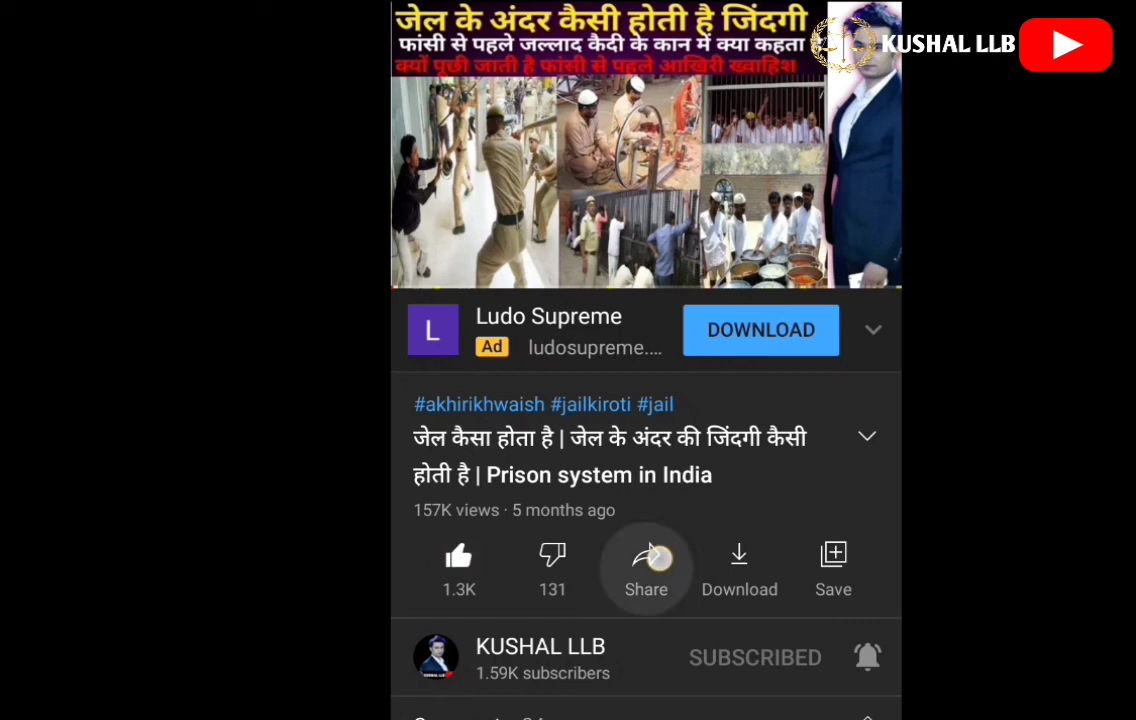 जेल के अंदर कैसी होती है जिंदगी
फांसी से पहले जल्लाद कैदी के कान में क्या कहता
क्यों पूछी जाती है फांसी से पहले आखिरी ख्वाहिश
KUSHAL LLB
L
Ludo Supreme
Ad ludosupreme....
DOWNLOAD
#akhirikhwaish #jailkiroti #jail
जेल कैसा होता है | जेल के अंदर की जिंदगी कैसी
होती है | Prison system in India
157K views · 5 months ago
1.3K 131 Share Download Save
KUSHAL LLB
1.59K subscribers
SUBSCRIBED